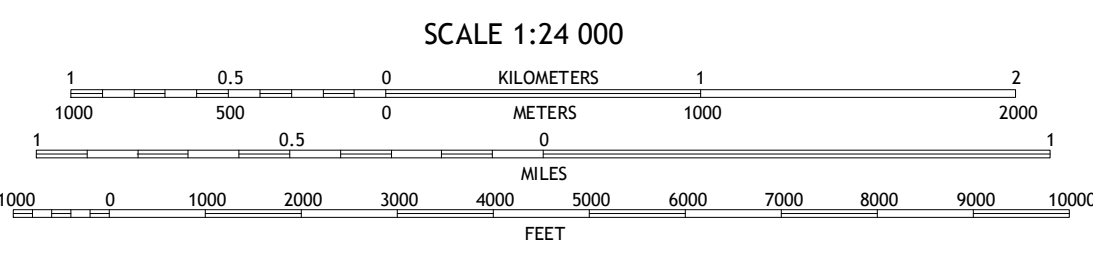 SCALE 1:24 000
1 0.5 0 KILOMETERS 1 2
1000 500 0 METERS 1000 2000
1 0.5 0 1
MILES
1000 0 1000 2000 3000 4000 5000 6000 7000 8000 9000 10000
FEET